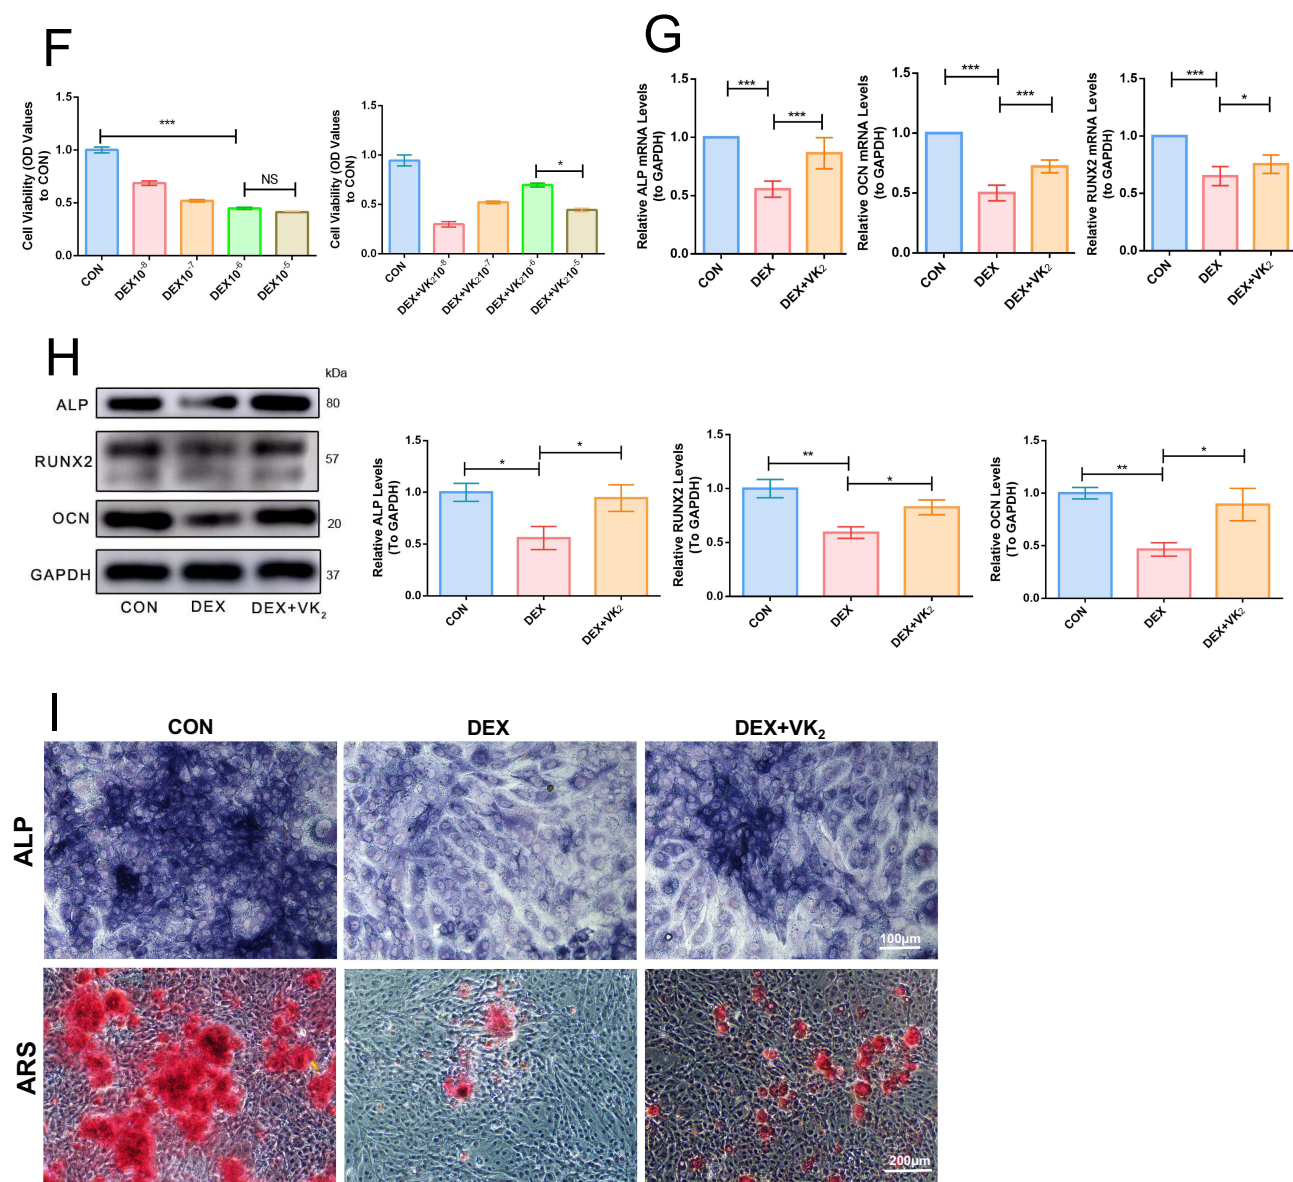 F
Cell Viability (OD Values
to CON)
1.5
1.0
0.5
0.0
***
NS
CON
DEX10-8
DEX10-7
DEX10-6
DEX10-5
Cell Viability (OD Values
to CON)
1.5
1.0
0.5
0.0
*
CON
DEX+VK210-8
DEX+VK210-7
DEX+VK210-6
DEX+VK210-5
G
Relative ALP mRNA Levels
(to GAPDH)
1.5
1.0
0.5
0.0
***
***
CON
DEX
DEX+VK2
Relative OCN mRNA Levels
(to GAPDH)
1.5
1.0
0.5
0.0
***
***
CON
DEX
DEX+VK2
Relative RUNX2 mRNA Levels
(to GAPDH)
1.5
1.0
0.5
0.0
***
*
CON
DEX
DEX+VK2
H
kDa
ALP
80
RUNX2
57
OCN
20
GAPDH
37
CON DEX DEX+VK2
Relative ALP Levels
(To GAPDH)
1.5
1.0
0.5
0.0
*
*
CON
DEX
DEX+VK2
Relative RUNX2 Levels
(To GAPDH)
1.5
1.0
0.5
0.0
**
*
CON
DEX
DEX+VK2
Relative OCN Levels
(To GAPDH)
1.5
1.0
0.5
0.0
**
*
CON
DEX
DEX+VK2
I
CON DEX DEX+VK2
ALP
100μm
ARS
200μm